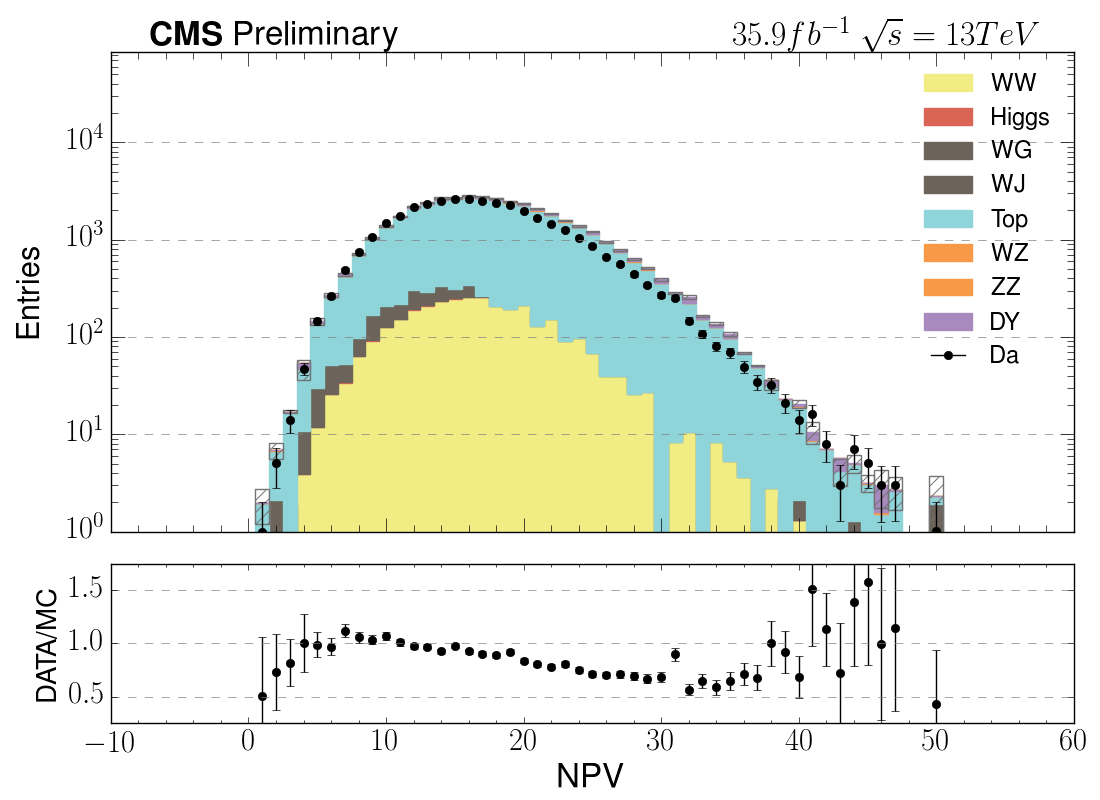 CMS Preliminary 35.9fb⁻¹ √s = 13TeV
WW
Higgs
WG
WJ
Top
WZ
ZZ
DY
Da
Entries
10⁴
10³
10²
10¹
10⁰
DATA/MC
1.5
1.0
0.5
−10 0 10 20 30 40 50 60
NPV